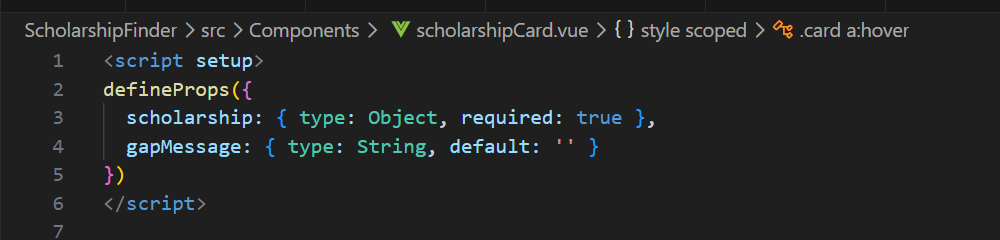 ScholarshipFinder > src > Components > scholarshipCard.vue > {} style scoped > .card a:hover
1 <script setup>
2 defineProps({
3 scholarship: { type: Object, required: true },
4 gapMessage: { type: String, default: '' }
5 })
6 </script>
7